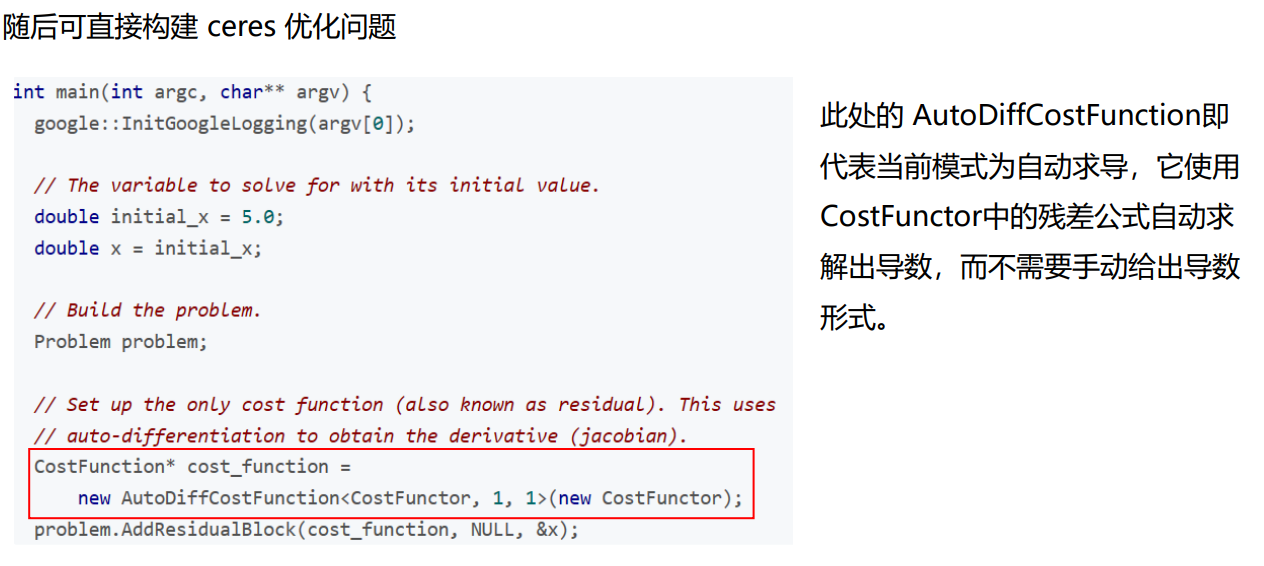 随后可直接构建 ceres 优化问题
int main(int argc, char** argv) {
  google::InitGoogleLogging(argv[0]);
  // The variable to solve for with its initial value.
  double initial_x = 5.0;
  double x = initial_x;
  // Build the problem.
  Problem problem;
  // Set up the only cost function (also known as residual). This uses
  // auto-differentiation to obtain the derivative (jacobian).
  CostFunction* cost_function =
      new AutoDiffCostFunction<CostFunctor, 1, 1>(new CostFunctor);
  problem.AddResidualBlock(cost_function, NULL, &x);
此处的 AutoDiffCostFunction即
代表当前模式为自动求导，它使用
CostFunctor中的残差公式自动求
解出导数，而不需要手动给出导数
形式。